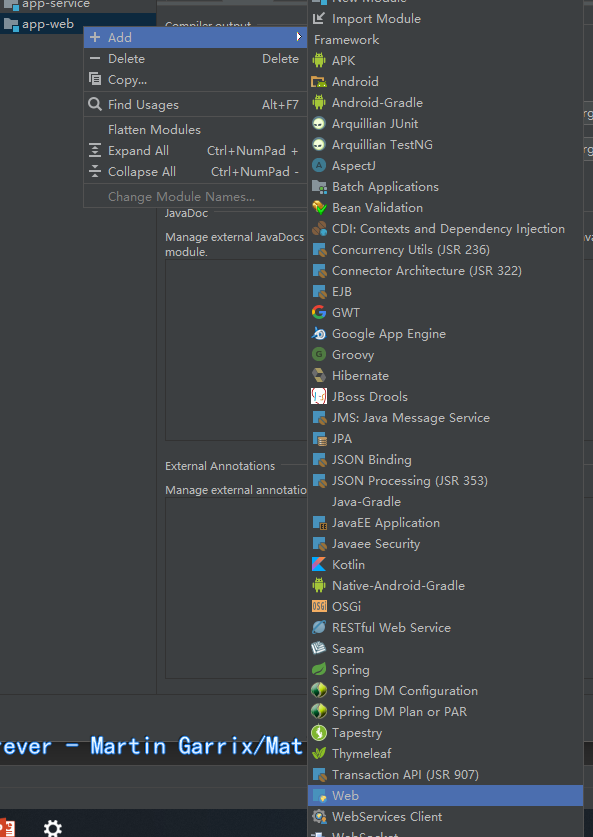 app-service
app-web
Compiler output
Add
Delete Delete
Copy...
Find Usages Alt+F7
Flatten Modules
Expand All Ctrl+NumPad +
Collapse All Ctrl+NumPad -
Change Module Names...
JavaDoc
Manage external JavaDocs
module.
External Annotations
Manage external annotatio
New Module
Import Module
Framework
APK
Android
Android-Gradle
Arquillian JUnit
Arquillian TestNG
AspectJ
Batch Applications
Bean Validation
CDI: Contexts and Dependency Injection
Concurrency Utils (JSR 236)
Connector Architecture (JSR 322)
EJB
GWT
Google App Engine
Groovy
Hibernate
JBoss Drools
JMS: Java Message Service
JPA
JSON Binding
JSON Processing (JSR 353)
Java-Gradle
JavaEE Application
Javaee Security
Kotlin
Native-Android-Gradle
OSGi
RESTful Web Service
Seam
Spring
Spring DM Configuration
Spring DM Plan or PAR
Tapestry
Thymeleaf
Transaction API (JSR 907)
Web
WebServices Client
WebSocket
rever - Martin Garrix/Mat